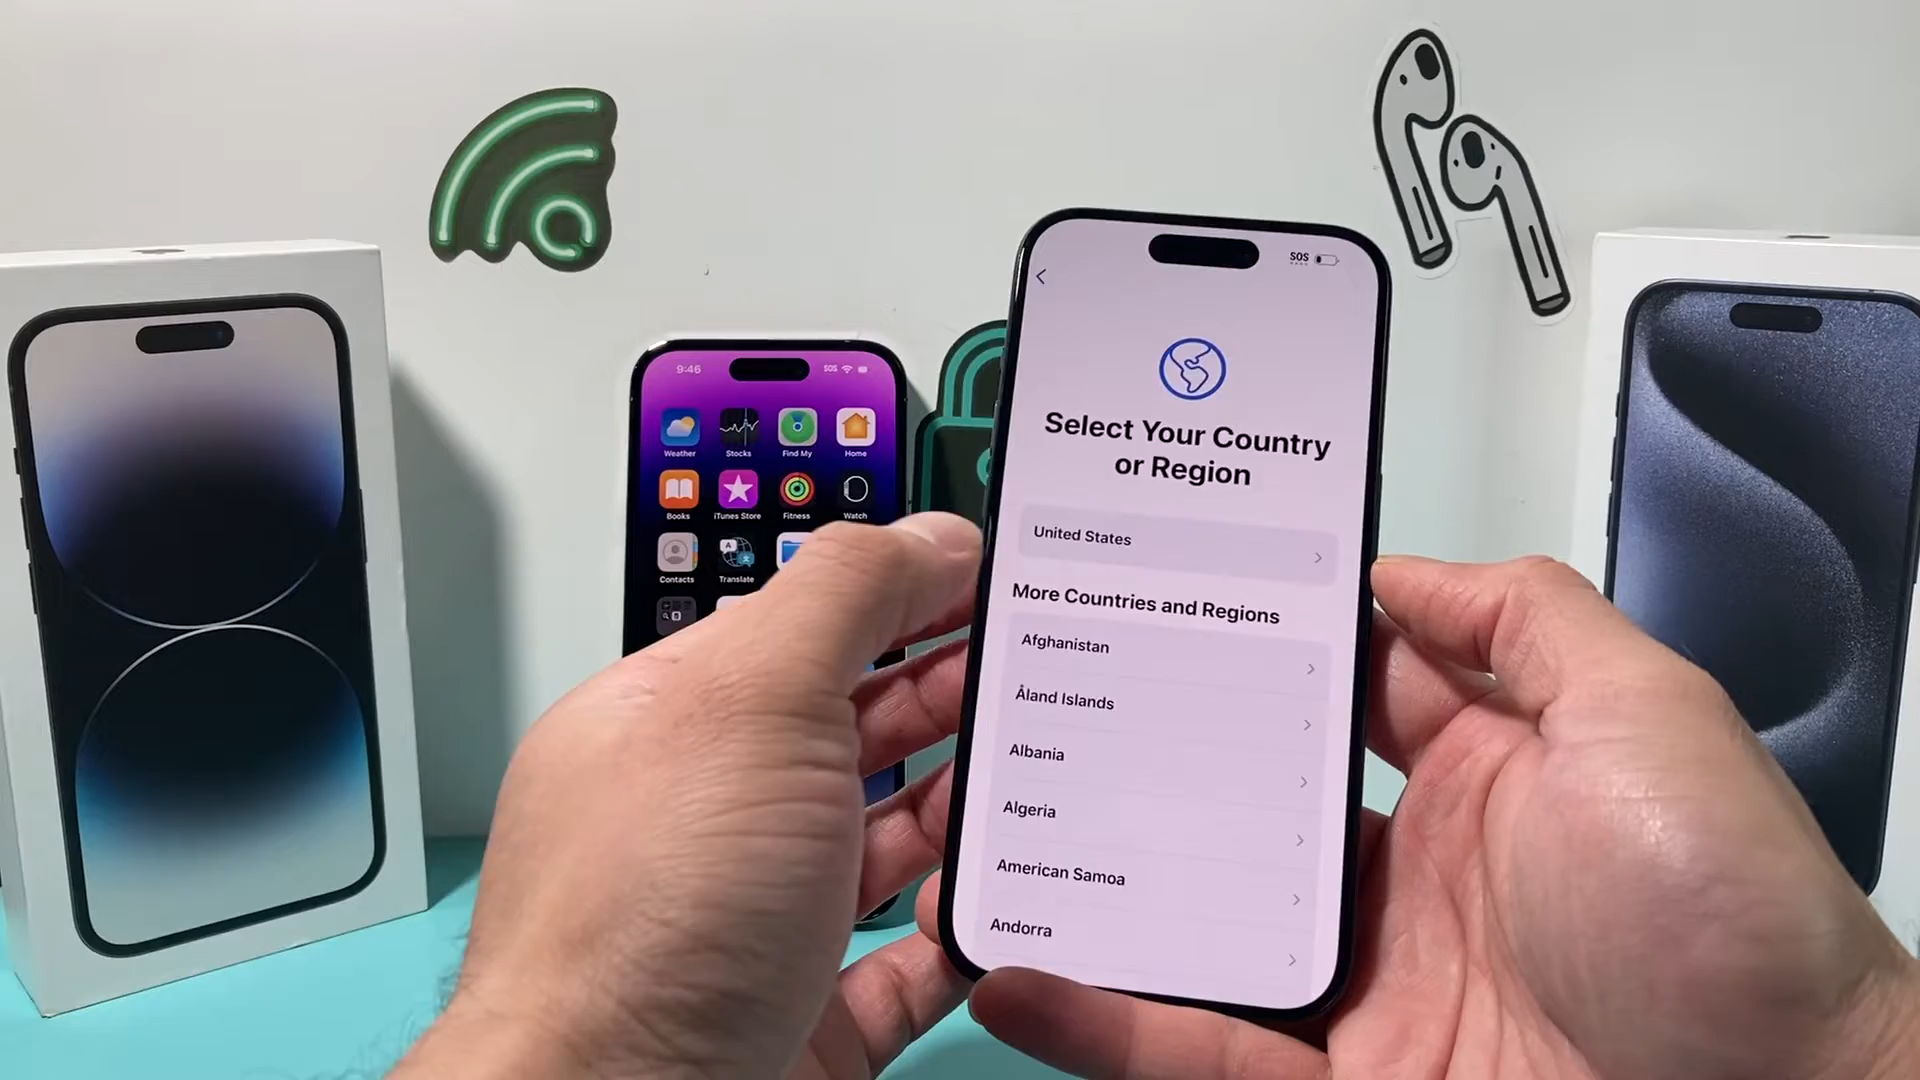 9:46
SOS
Weather
Stocks
Find My
Home
Books
iTunes Store
Fitness
Watch
Contacts
Translate
SOS
Select Your Country
or Region
United States
More Countries and Regions
Afghanistan
Åland Islands
Albania
Algeria
American Samoa
Andorra